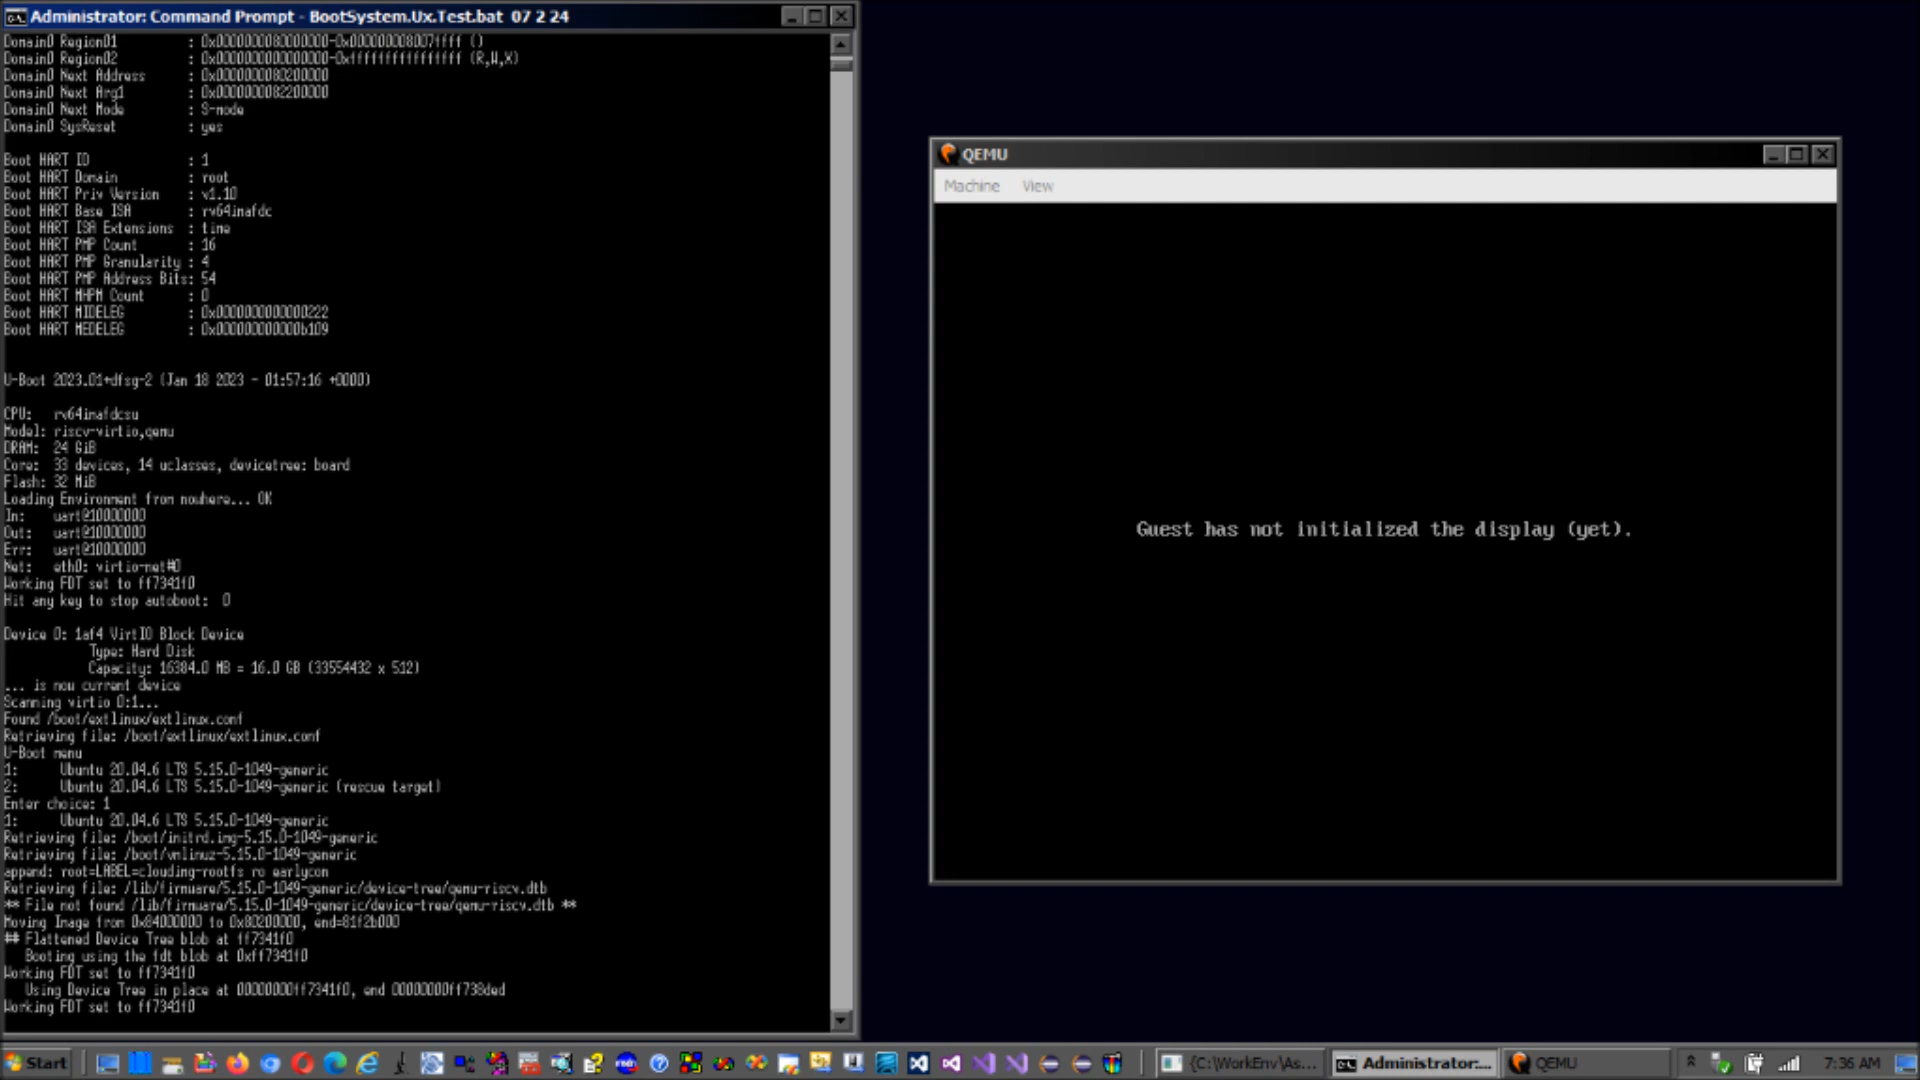 Administrator: Command Prompt - BootSystem.Ux.Test.bat 07 2 24
Domain0 Region01 : 0x0000000080000000-0x000000008007ffff ()
Domain0 Region02 : 0x0000000000000000-0xffffffffffffffff (R,W,X)
Domain0 Next Address : 0x0000000080200000
Domain0 Next Arg1 : 0x0000000082200000
Domain0 Next Mode : S-mode
Domain0 SysReset : yes
Boot HART ID : 1
Boot HART Domain : root
Boot HART Priv Version : v1.10
Boot HART Base ISA : rv64imafdc
Boot HART ISA Extensions : time
Boot HART PMP Count : 16
Boot HART PMP Granularity : 4
Boot HART PMP Address Bits: 54
Boot HART MHPM Count : 0
Boot HART MIDELEG : 0x0000000000000222
Boot HART MEDELEG : 0x000000000000b109
U-Boot 2023.01+dfsg-2 (Jan 18 2023 - 01:57:16 +0000)
CPU: rv64imafdcsu
Model: riscv-virtio,qemu
DRAM: 24 GiB
Core: 33 devices, 14 uclasses, devicetree: board
Flash: 32 MiB
Loading Environment from nowhere... OK
In: uart@10000000
Out: uart@10000000
Err: uart@10000000
Net: eth0: virtio-net#0
Working FDT set to ff7341f0
Hit any key to stop autoboot: 0
Device 0: 1af4 VirtIO Block Device
Type: Hard Disk
Capacity: 16384.0 MB = 16.0 GB (33554432 x 512)
... is now current device
Scanning virtio 0:1...
Found /boot/extlinux/extlinux.conf
Retrieving file: /boot/extlinux/extlinux.conf
U-Boot menu
1: Ubuntu 20.04.6 LTS 5.15.0-1049-generic
2: Ubuntu 20.04.6 LTS 5.15.0-1049-generic (rescue target)
Enter choice: 1
1: Ubuntu 20.04.6 LTS 5.15.0-1049-generic
Retrieving file: /boot/initrd.img-5.15.0-1049-generic
Retrieving file: /boot/vmlinuz-5.15.0-1049-generic
append: root=LABEL=clouding-rootfs ro earlycon
Retrieving file: /lib/firmware/5.15.0-1049-generic/device-tree/qemu-riscv.dtb
** File not found /lib/firmware/5.15.0-1049-generic/device-tree/qemu-riscv.dtb **
Moving Image from 0x84000000 to 0x80200000, end=81f2b000
## Flattened Device Tree blob at ff7341f0
Booting using the fdt blob at 0xff7341f0
Working FDT set to ff7341f0
Using Device Tree in place at 00000000ff7341f0, end 00000000ff738ded
Working FDT set to ff7341f0
QEMU
Machine View
Guest has not initialized the display (yet).
Start
{C:\WorkEnv\As...
Administrator:...
QEMU
7:36 AM